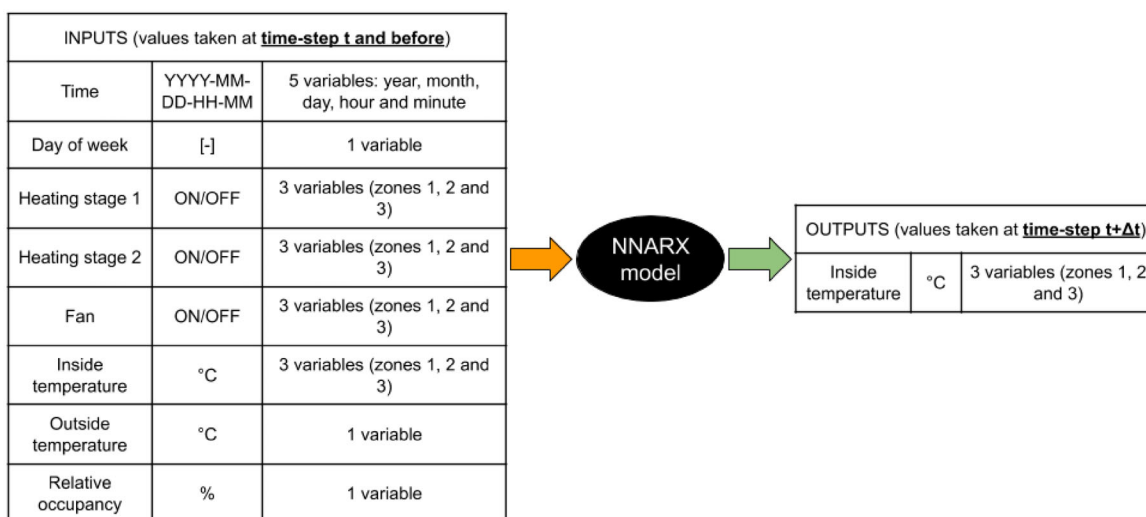 INPUTS (values taken at time-step t and before)
Time
YYYY-MM-
DD-HH-MM
5 variables: year, month,
day, hour and minute
Day of week
[-]
1 variable
Heating stage 1
ON/OFF
3 variables (zones 1, 2 and
3)
Heating stage 2
ON/OFF
3 variables (zones 1, 2 and
3)
Fan
ON/OFF
3 variables (zones 1, 2 and
3)
Inside
temperature
°C
3 variables (zones 1, 2 and
3)
Outside
temperature
°C
1 variable
Relative
occupancy
%
1 variable
NNARX
model
OUTPUTS (values taken at time-step t+Δt)
Inside
temperature
°C
3 variables (zones 1, 2
and 3)